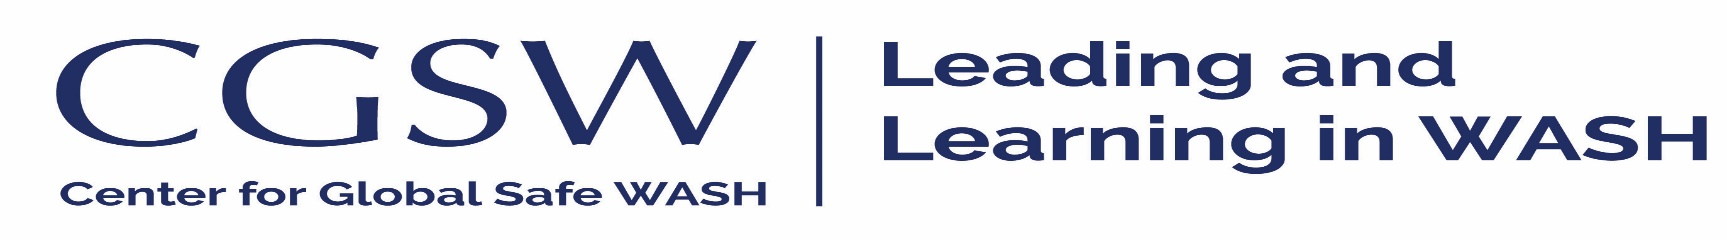 CGSW
Center for Global Safe WASH
Leading and
Learning in WASH